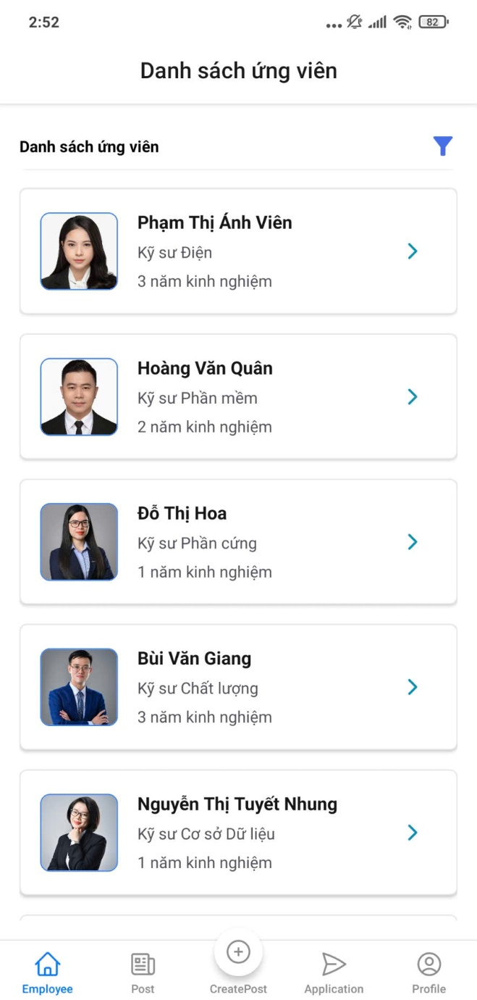 2:52
82
Danh sách ứng viên
Danh sách ứng viên
Phạm Thị Ánh Viên
Kỹ sư Điện
3 năm kinh nghiệm
Hoàng Văn Quân
Kỹ sư Phần mềm
2 năm kinh nghiệm
Đỗ Thị Hoa
Kỹ sư Phần cứng
1 năm kinh nghiệm
Bùi Văn Giang
Kỹ sư Chất lượng
3 năm kinh nghiệm
Nguyễn Thị Tuyết Nhung
Kỹ sư Cơ sở Dữ liệu
1 năm kinh nghiệm
Employee Post CreatePost Application Profile